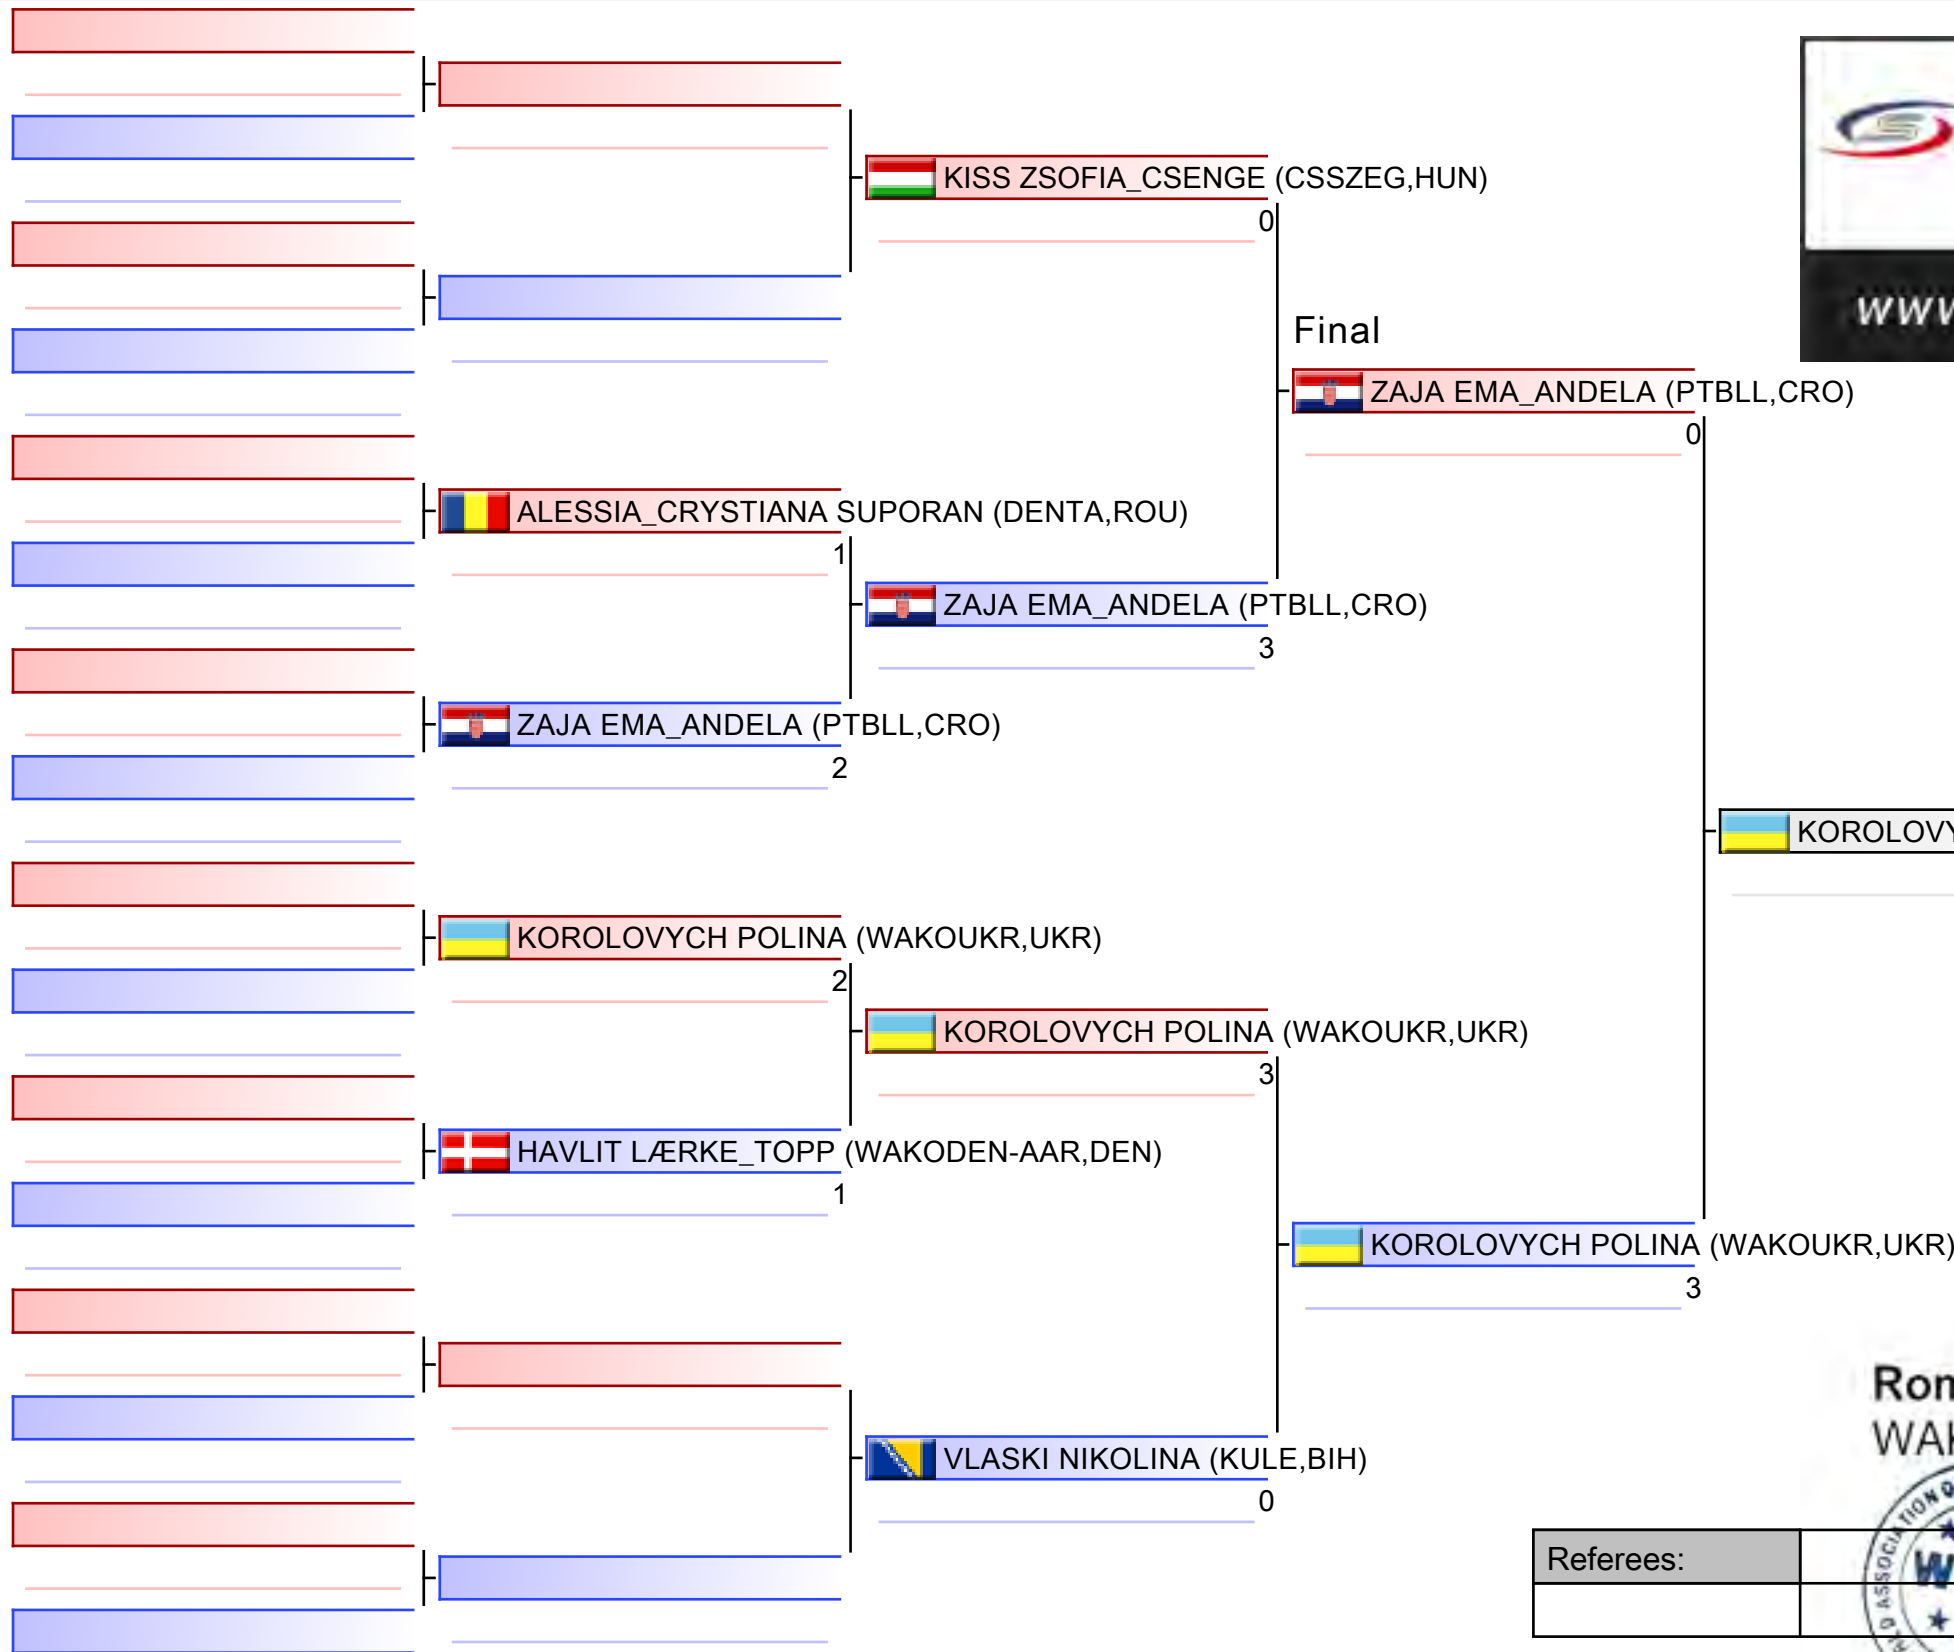 KISS ZSOFIA_CSENGE (CSSZEG,HUN)
0
Final
ZAJA EMA_ANDELA (PTBLL,CRO)
0
ALESSIA_CRYSTIANA SUPORAN (DENTA,ROU)
1
ZAJA EMA_ANDELA (PTBLL,CRO)
3
ZAJA EMA_ANDELA (PTBLL,CRO)
2
KOROLOVY
KOROLOVYCH POLINA (WAKOUKR,UKR)
2
KOROLOVYCH POLINA (WAKOUKR,UKR)
3
HAVLIT LÆRKE_TOPP (WAKODEN-AAR,DEN)
1
KOROLOVYCH POLINA (WAKOUKR,UKR)
3
VLASKI NIKOLINA (KULE,BIH)
0
Referees: